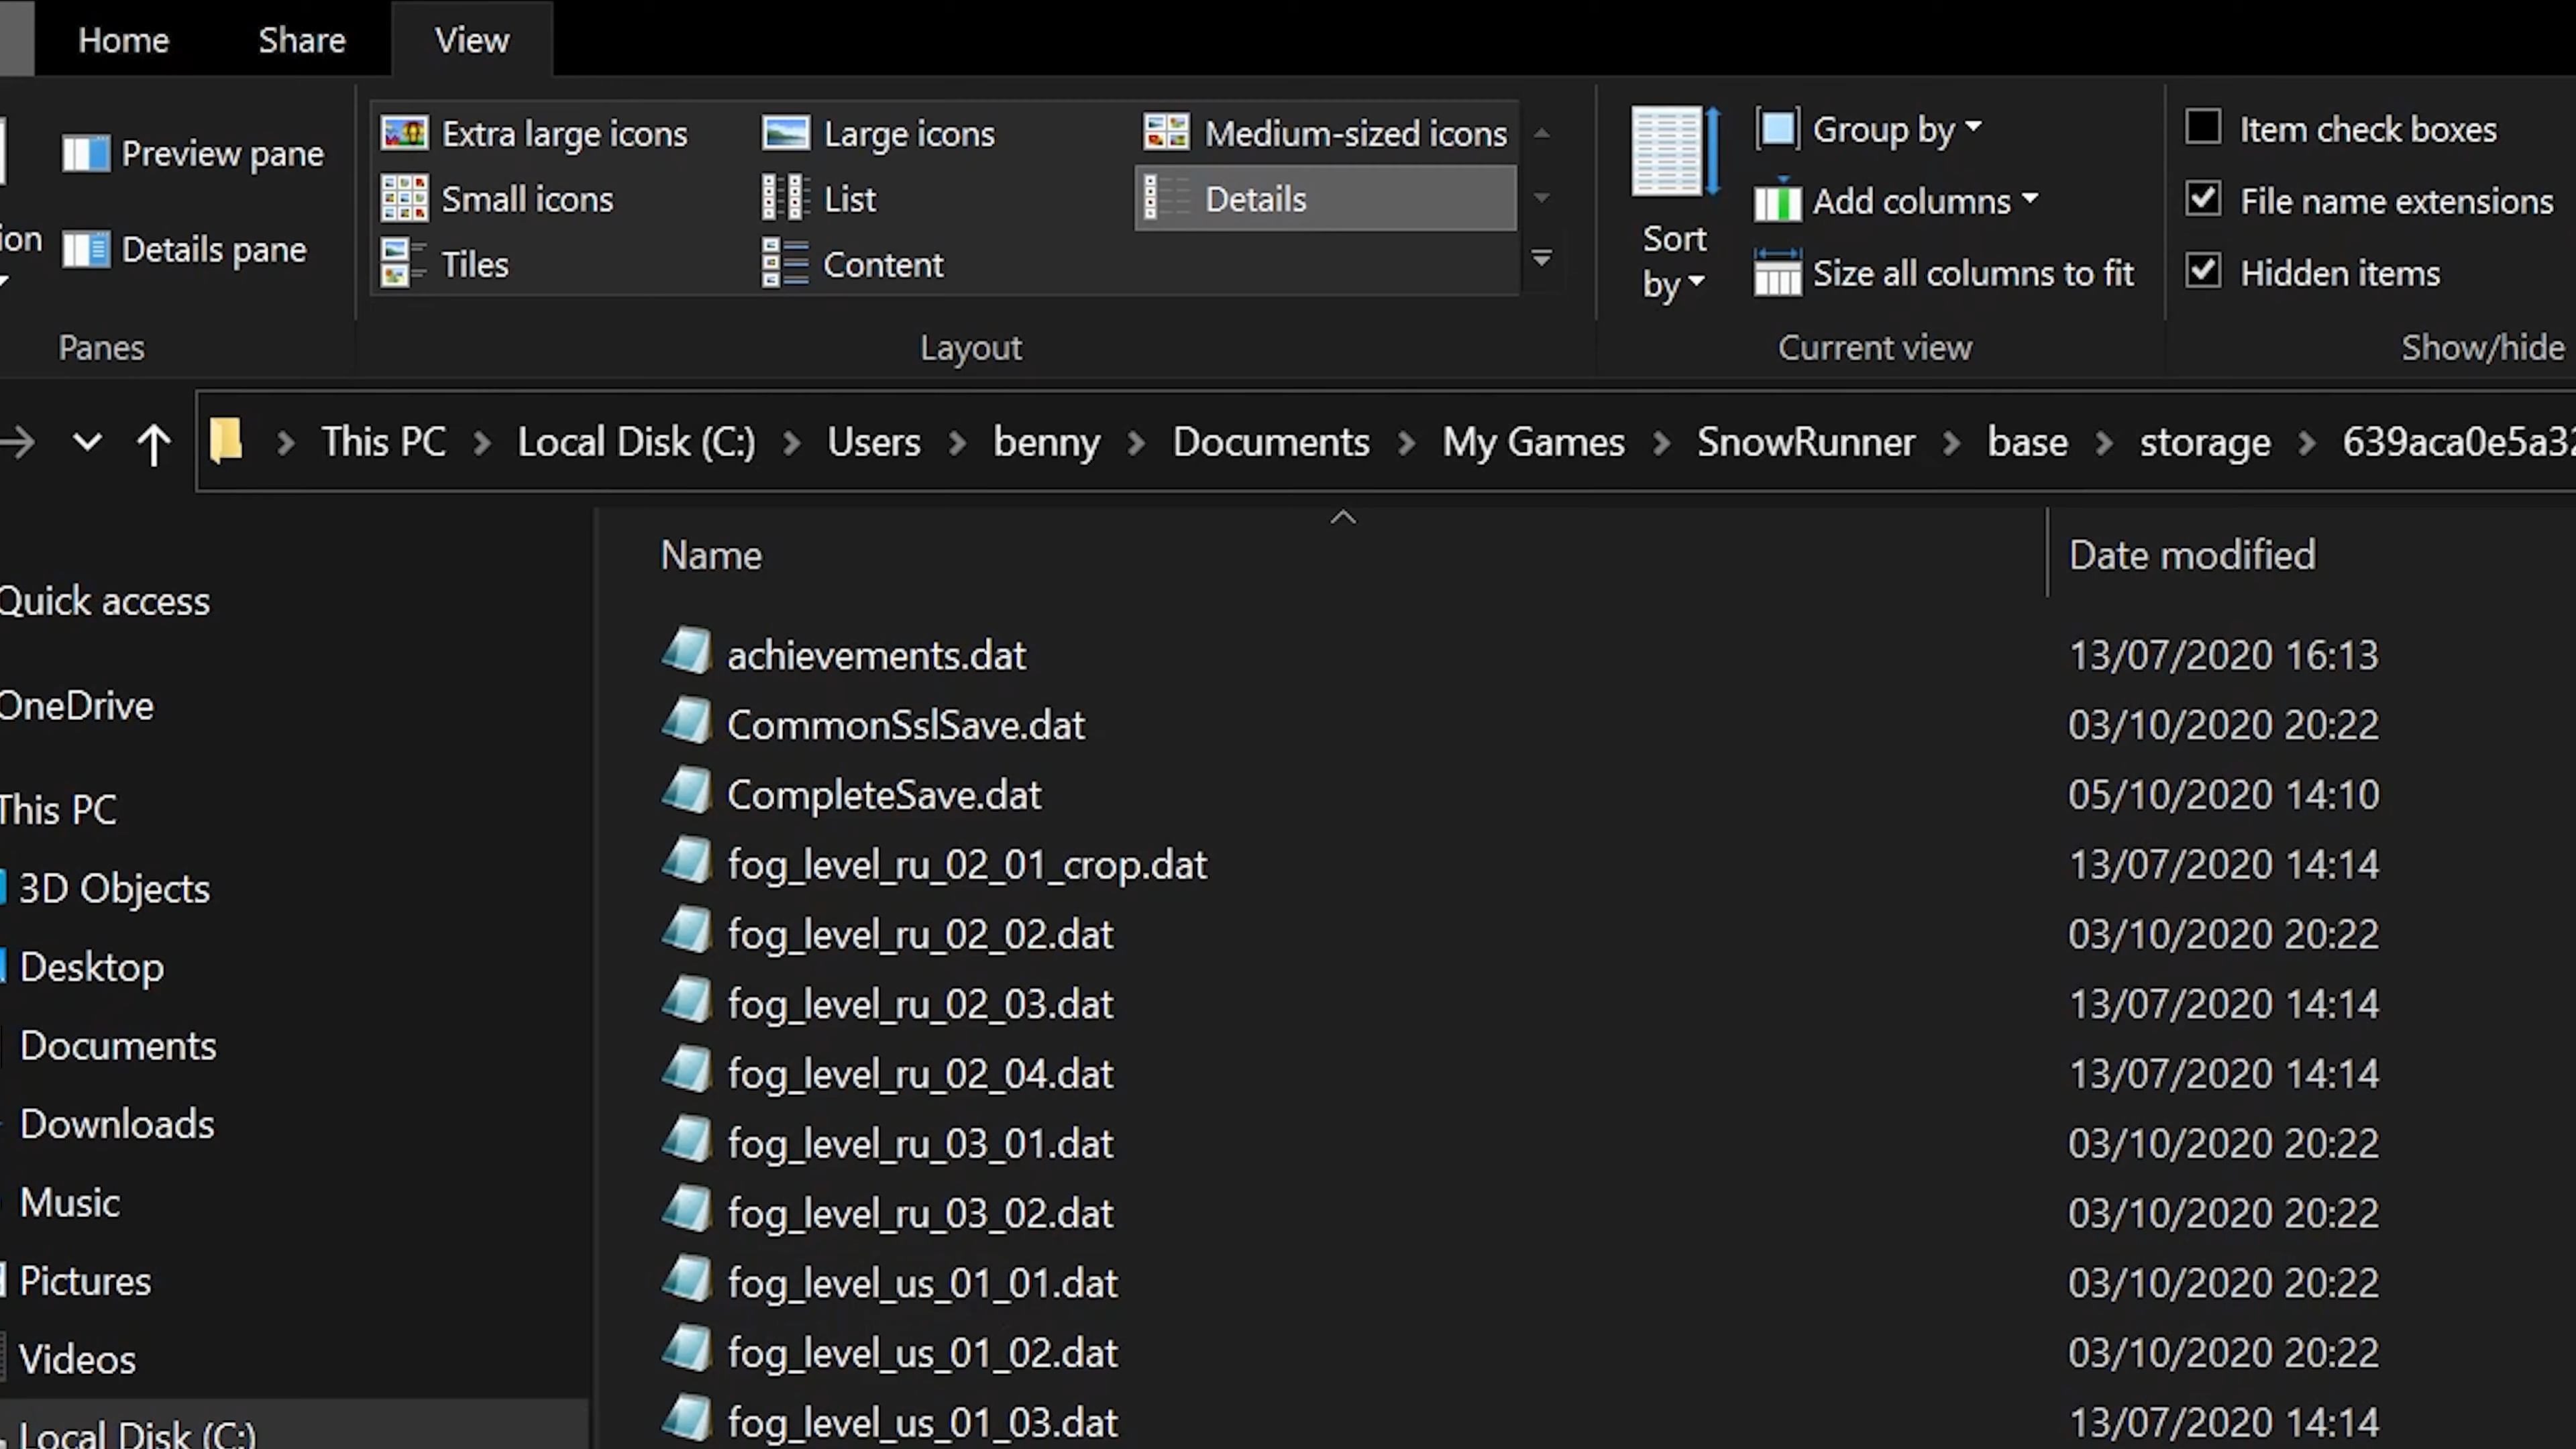 Home Share View
Preview pane
Details pane
Panes
Extra large icons Large icons Medium-sized icons
Small icons List Details
Tiles Content
Layout
Sort by
Group by
Add columns
Size all columns to fit
Current view
Item check boxes
File name extensions
Hidden items
Show/hide
This PC > Local Disk (C:) > Users > benny > Documents > My Games > SnowRunner > base > storage >
Quick access
OneDrive
This PC
3D Objects
Desktop
Documents
Downloads
Music
Pictures
Videos
Local Disk (C:)
Name Date modified
achievements.dat 13/07/2020 16:13
CommonSslSave.dat 03/10/2020 20:22
CompleteSave.dat 05/10/2020 14:10
fog_level_ru_02_01_crop.dat 13/07/2020 14:14
fog_level_ru_02_02.dat 03/10/2020 20:22
fog_level_ru_02_03.dat 13/07/2020 14:14
fog_level_ru_02_04.dat 13/07/2020 14:14
fog_level_ru_03_01.dat 03/10/2020 20:22
fog_level_ru_03_02.dat 03/10/2020 20:22
fog_level_us_01_01.dat 03/10/2020 20:22
fog_level_us_01_02.dat 03/10/2020 20:22
fog_level_us_01_03.dat 13/07/2020 14:14